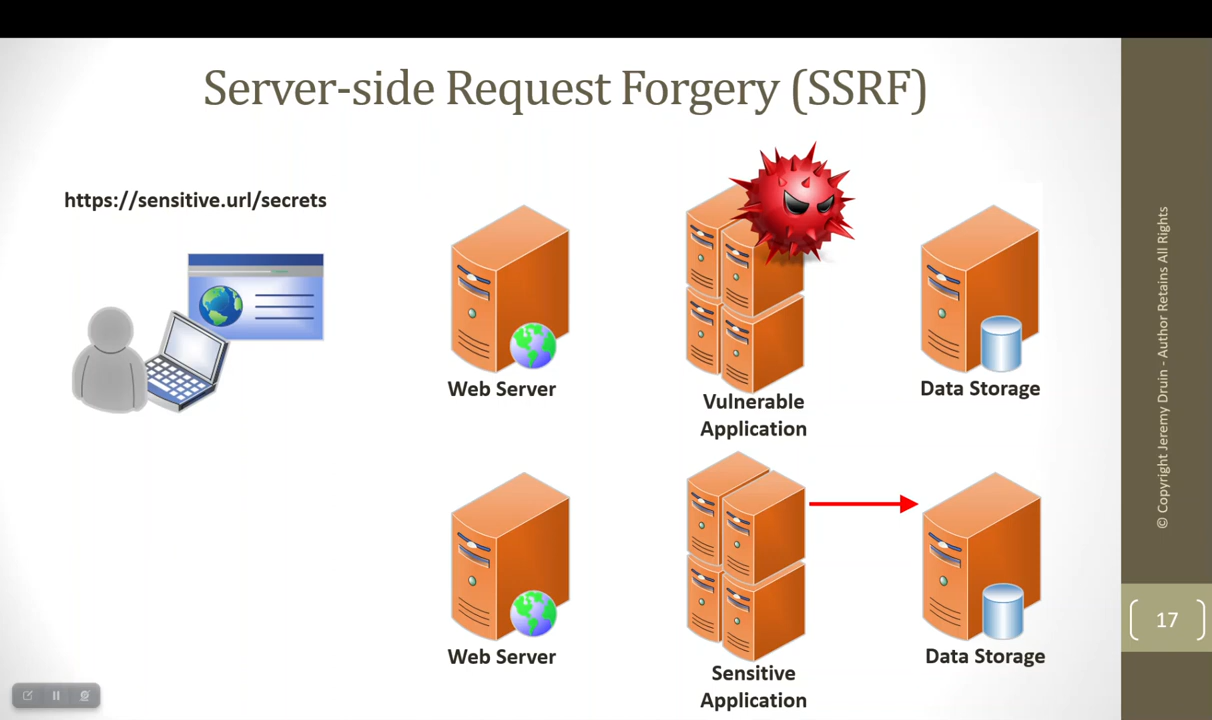 Server-side Request Forgery (SSRF)
https://sensitive.url/secrets
Web Server
Vulnerable
Application
Data Storage
Web Server
Sensitive
Application
Data Storage
© Copyright Jeremy Druin - Author Retains All Rights
17